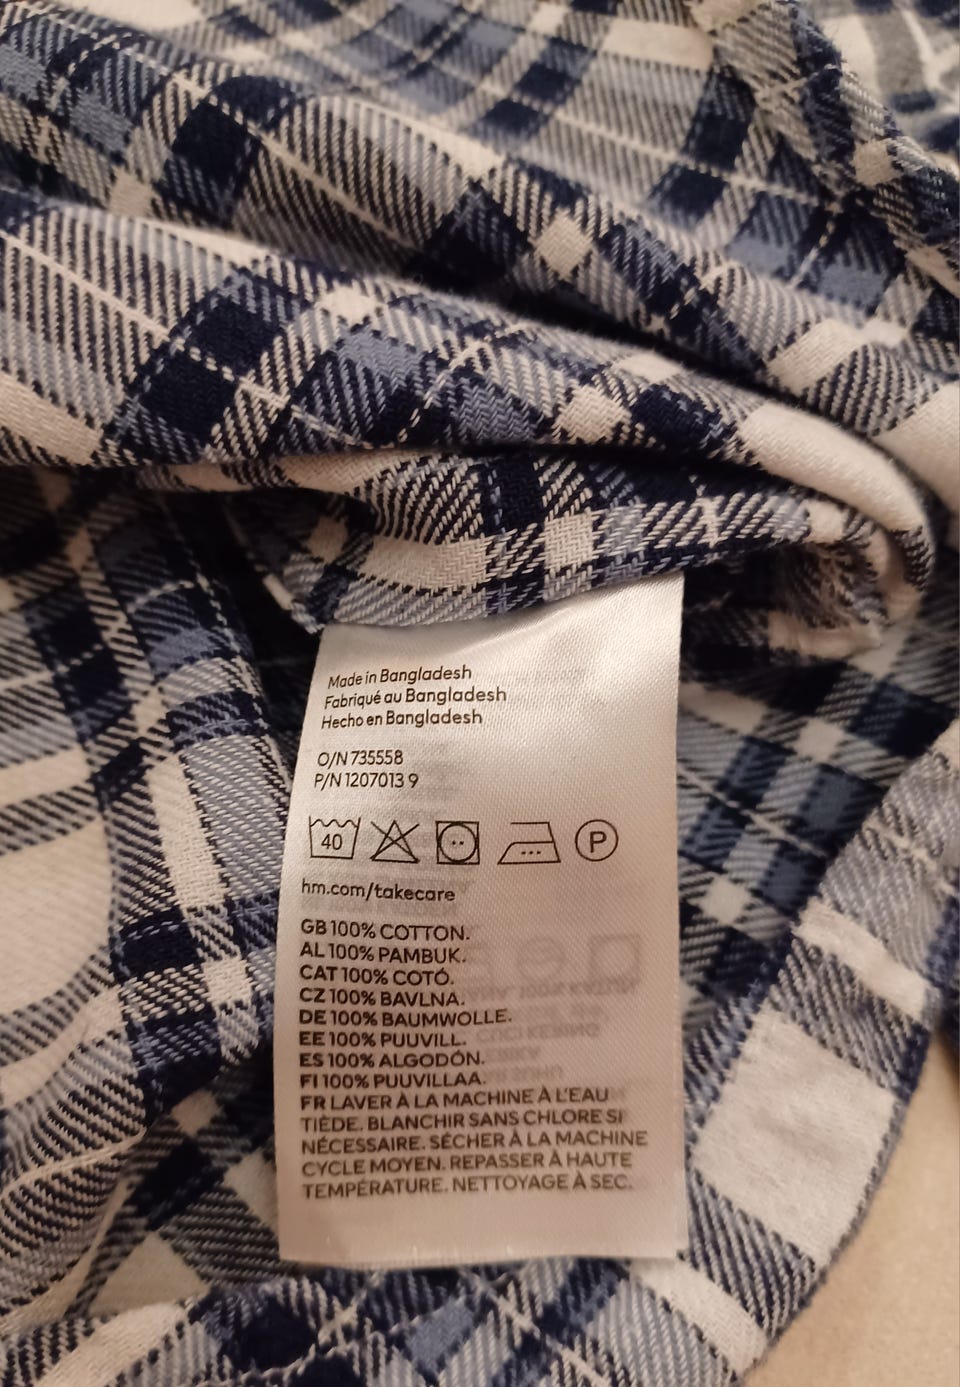 Made in Bangladesh
Fabriqué au Bangladesh
Hecho en Bangladesh
O/N 735558
P/N 1207013 9
40 P
hm.com/takecare
GB 100% COTTON.
AL 100% PAMBUK.
CAT 100% COTÓ.
CZ 100% BAVLNA.
DE 100% BAUMWOLLE.
EE 100% PUUVILL.
ES 100% ALGODÓN.
FI 100% PUUVILLAA.
FR LAVER À LA MACHINE À L'EAU
TIÈDE. BLANCHIR SANS CHLORE SI
NÉCESSAIRE. SÉCHER À LA MACHINE
CYCLE MOYEN. REPASSER À HAUTE
TEMPÉRATURE. NETTOYAGE À SEC.